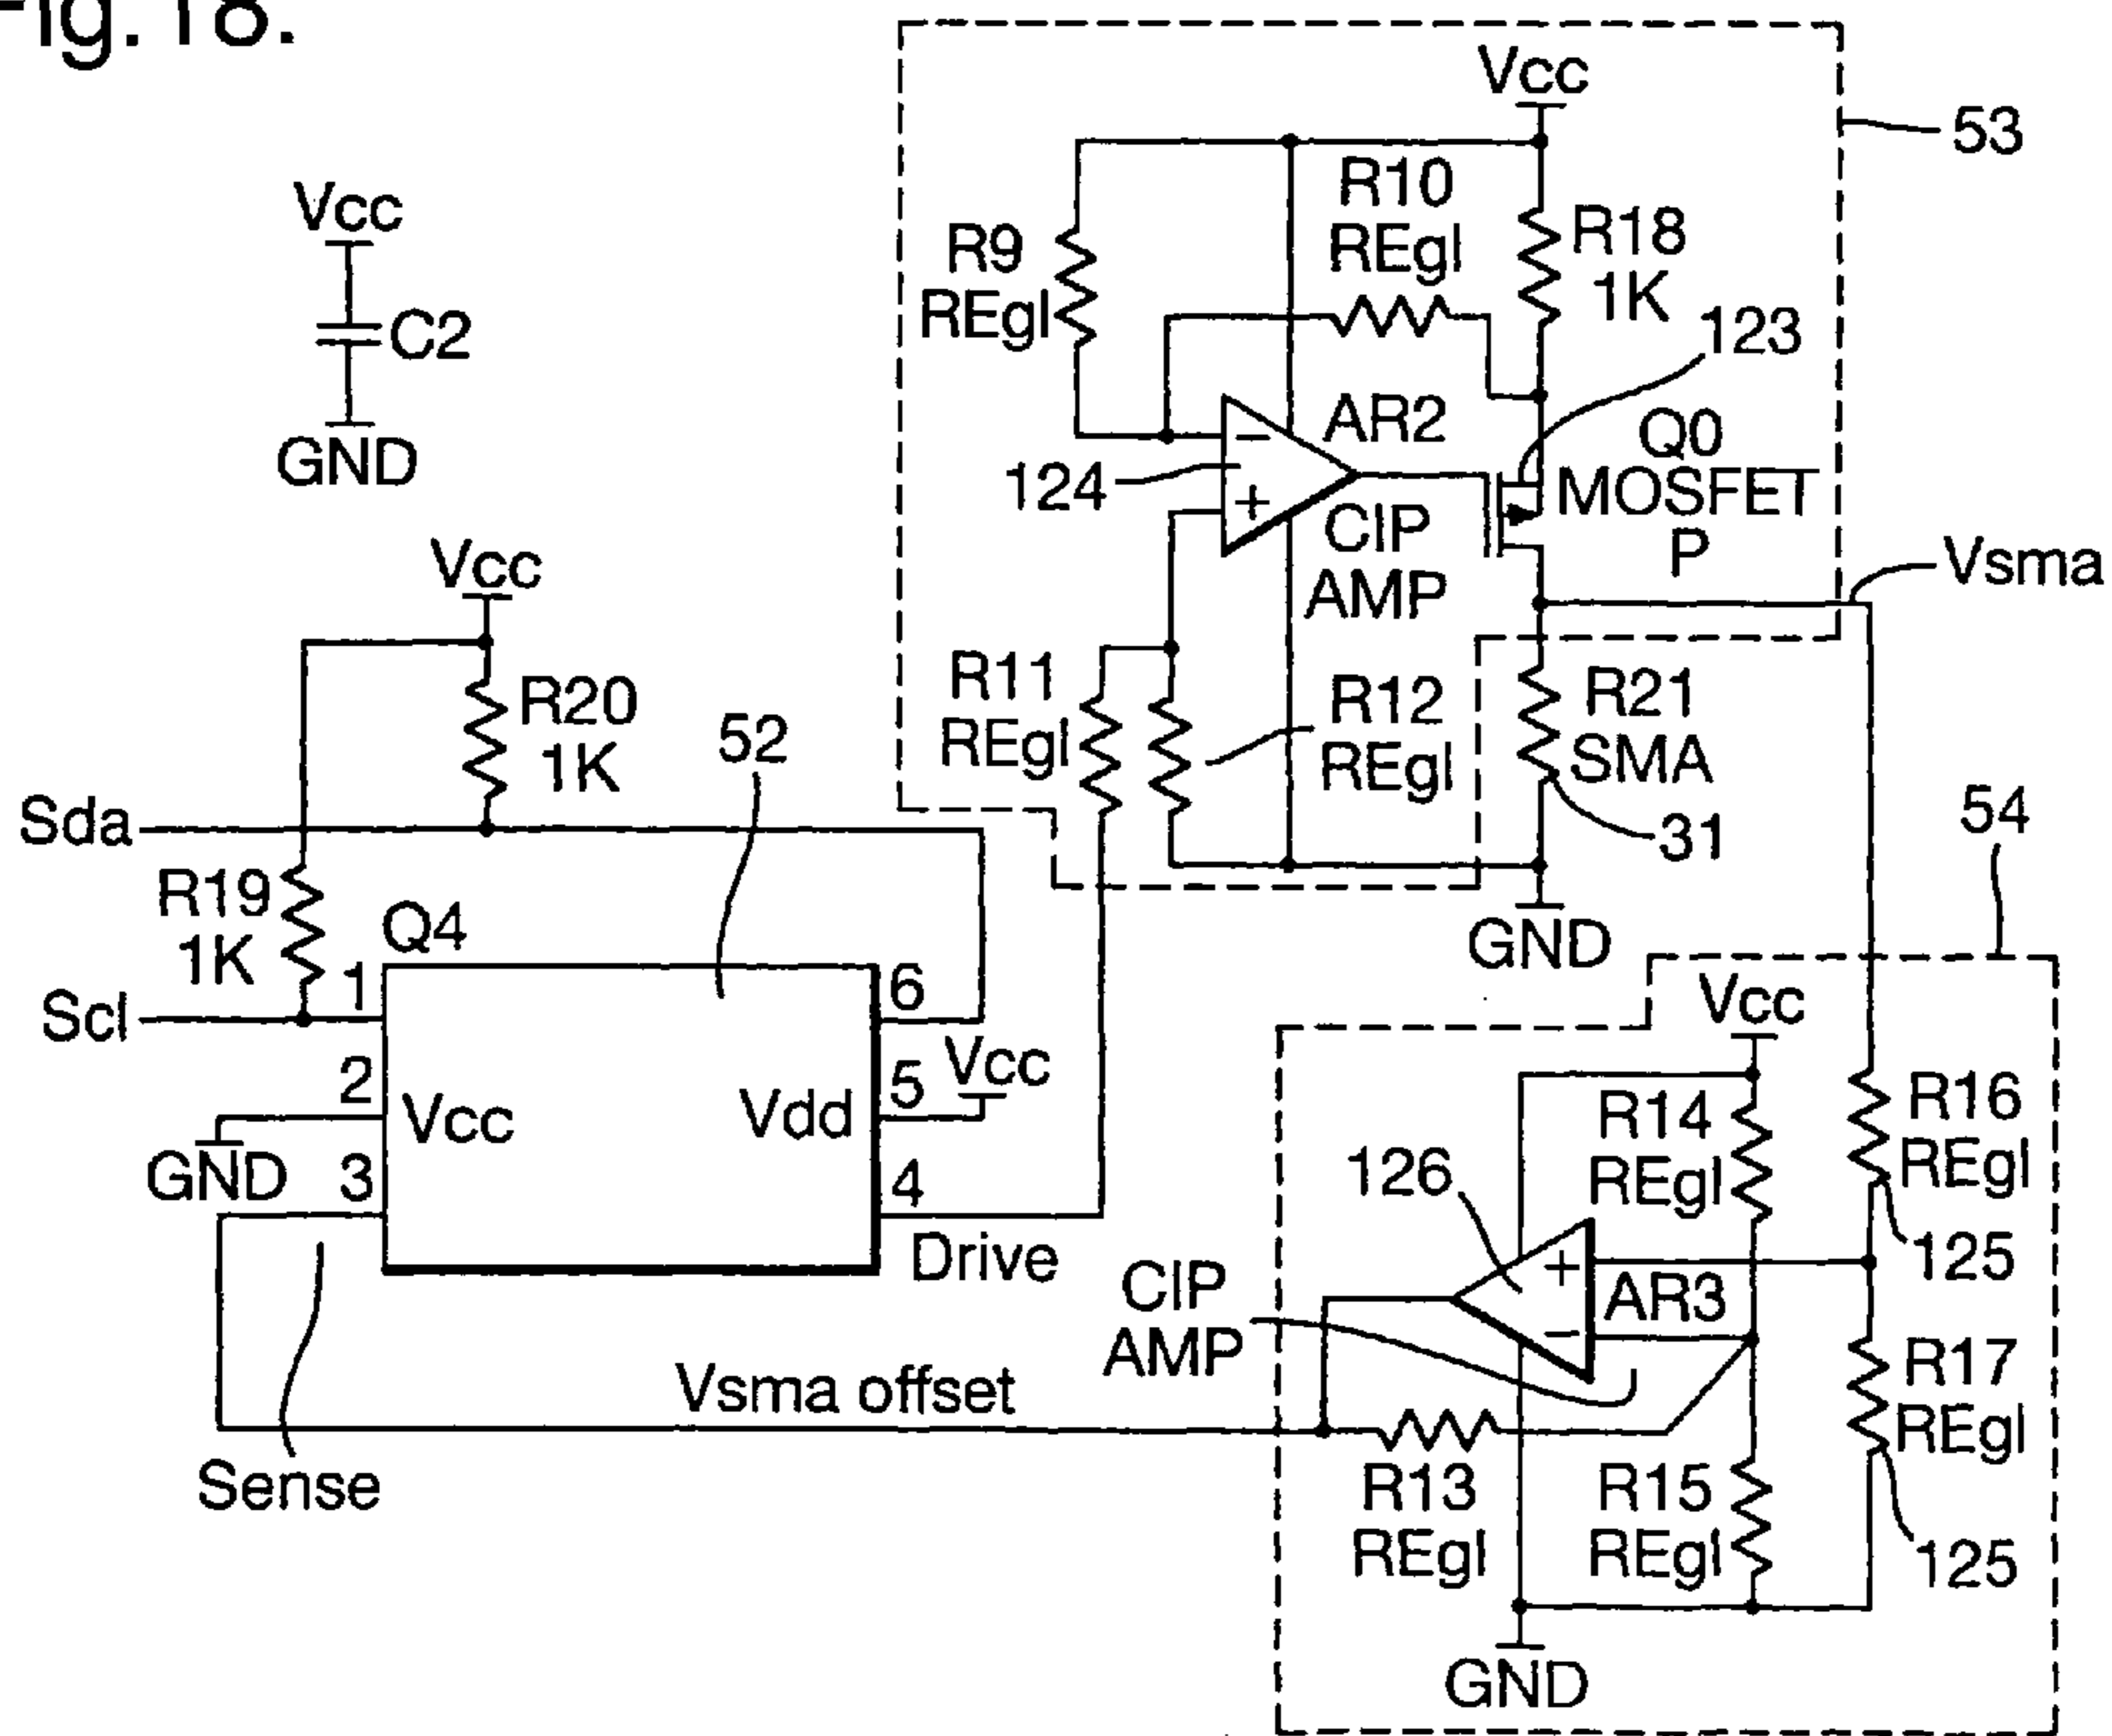 Fig.18.
Vcc
53
R10
REgl
Vcc
R9
REgl
R18
1K
C2
123
GND
AR2
Q0
MOSFET
P
124
−
+
CIP
AMP
Vcc
Vsma
R11
REgl
R12
REgl
R21
SMA
R20
1K
52
31
54
Sda
R19
1K
Q4
GND
Scl
1
6
Vcc
2
Vcc
Vdd
5
Vcc
R14
REgl
R16
REgl
GND
3
4
126
Drive
125
CIP
AMP
+
AR3
−
Vsma offset
R17
REgl
Sense
R13
REgl
R15
REgl
125
GND